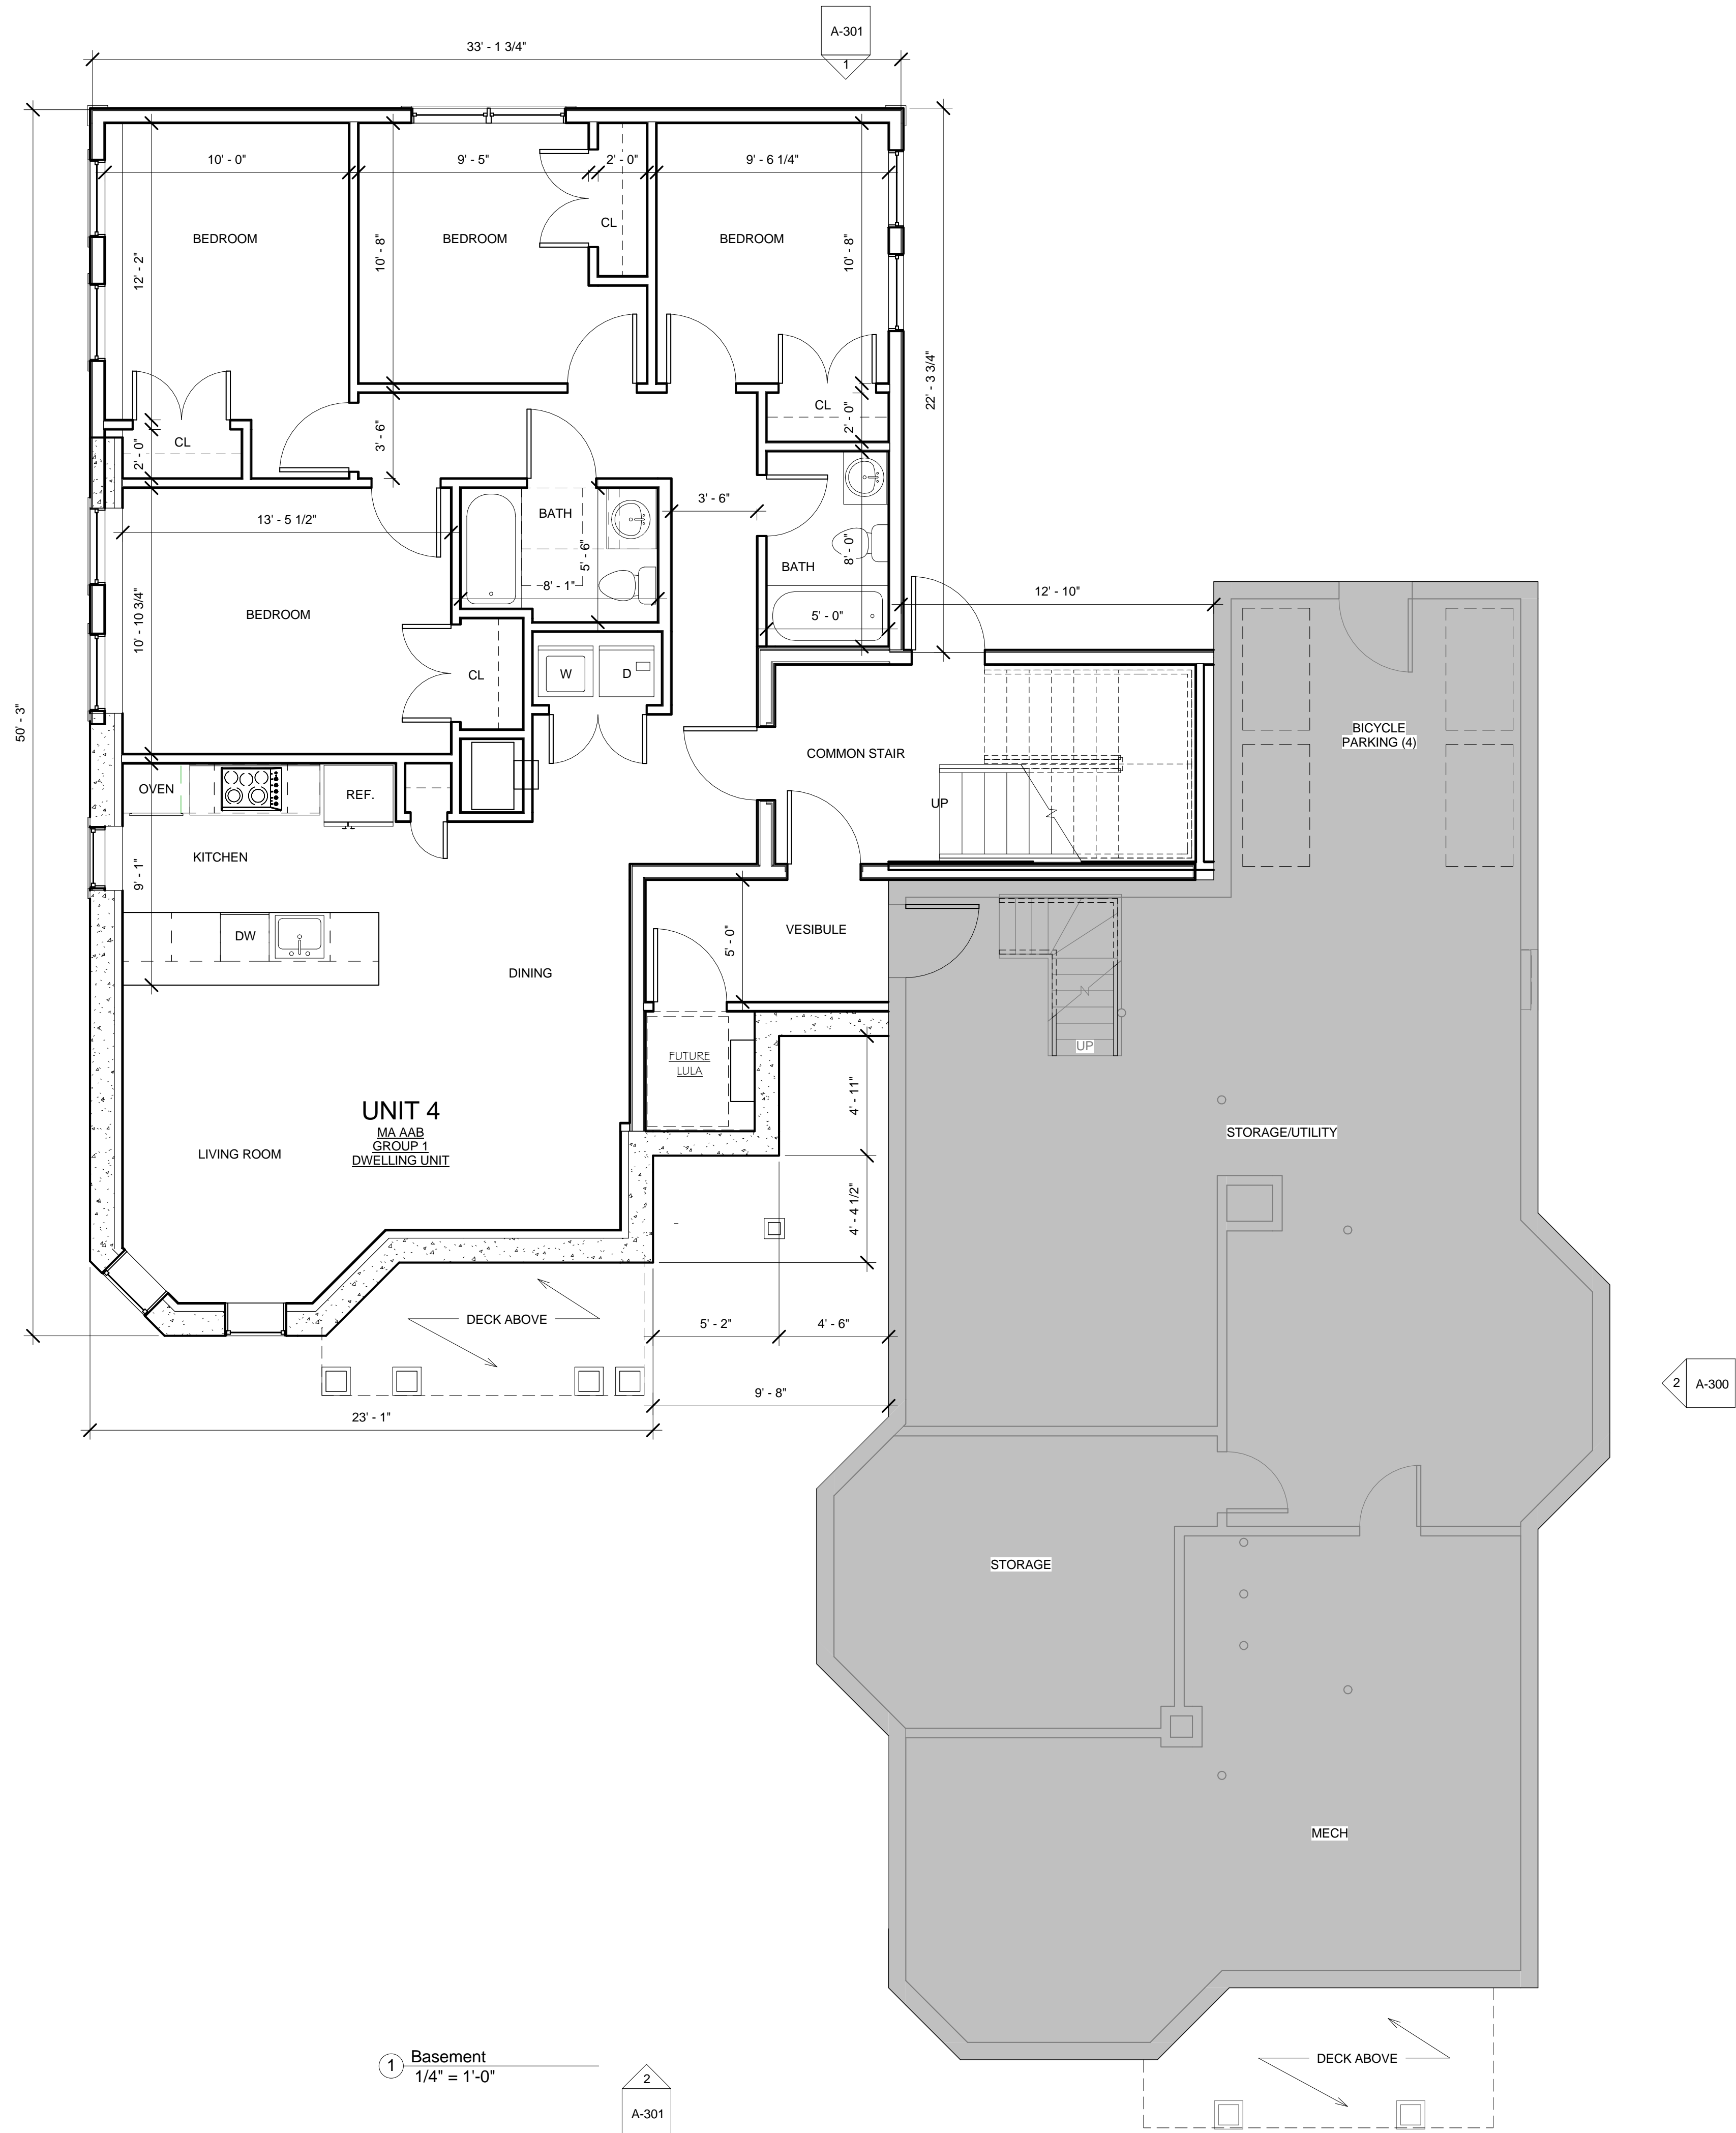 A-301
1
33' - 1 3/4"
10' - 0"
9' - 5"
2' - 0"
9' - 6 1/4"
BEDROOM
BEDROOM
CL
BEDROOM
12' - 2"
10' - 8"
10' - 8"
22' - 3 3/4"
CL
2' - 0"
3' - 6"
CL
2' - 0"
13' - 5 1/2"
BATH
5' - 6"
8' - 1"
3' - 6"
BATH
8' - 0"
5' - 0"
12' - 10"
10' - 10 3/4"
BEDROOM
CL
W
D
50' - 3"
COMMON STAIR
UP
BICYCLE
PARKING (4)
OVEN
REF.
KITCHEN
9' - 1"
DW
DINING
VESIBULE
5' - 0"
FUTURE
LULA
UP
4' - 11"
UNIT 4
MA AAB
GROUP 1
DWELLING UNIT
LIVING ROOM
STORAGE/UTILITY
4' - 4 1/2"
DECK ABOVE
5' - 2"
4' - 6"
9' - 8"
23' - 1"
2
A-300
STORAGE
MECH
DECK ABOVE
1
Basement
1/4" = 1'-0"
2
A-301